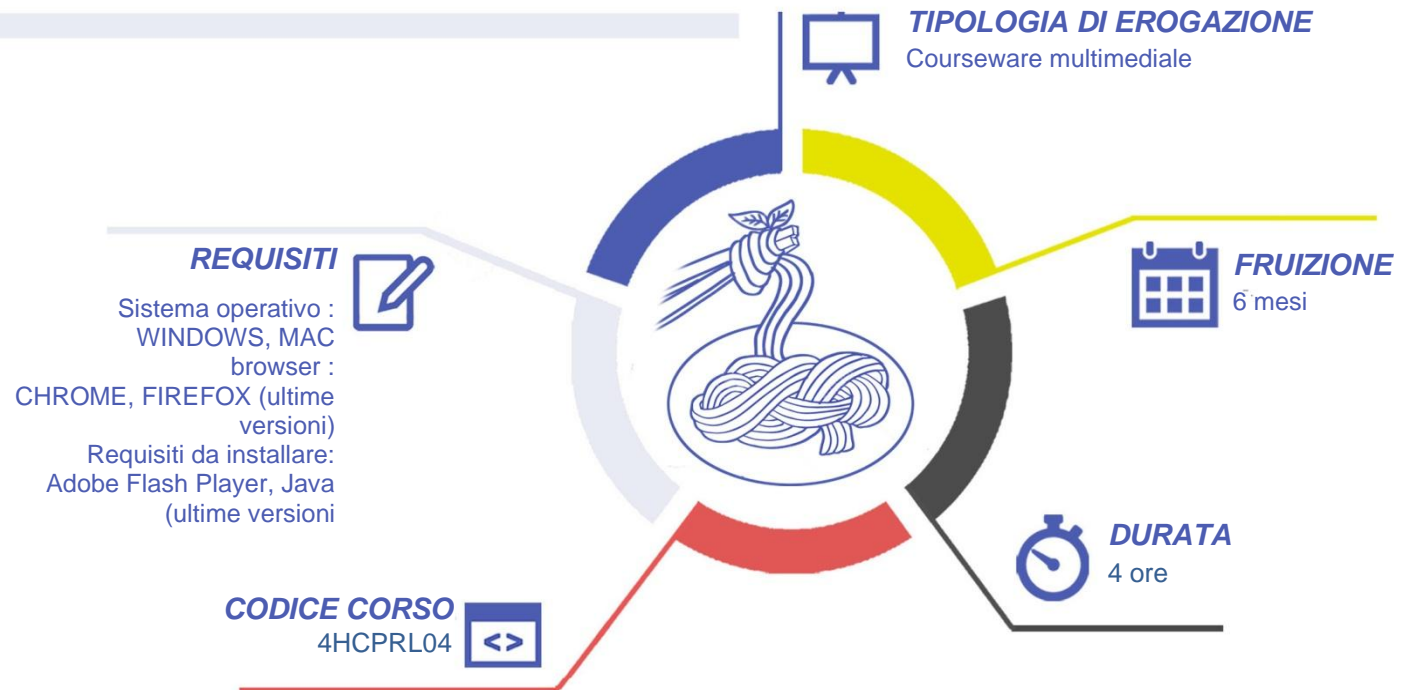 TIPOLOGIA DI EROGAZIONE
Courseware multimediale
REQUISITI
Sistema operativo :
WINDOWS, MAC
browser :
CHROME, FIREFOX (ultime
versioni)
Requisiti da installare:
Adobe Flash Player, Java
(ultime versioni
FRUIZIONE
6 mesi
DURATA
4 ore
CODICE CORSO
4HCPRL04
<>